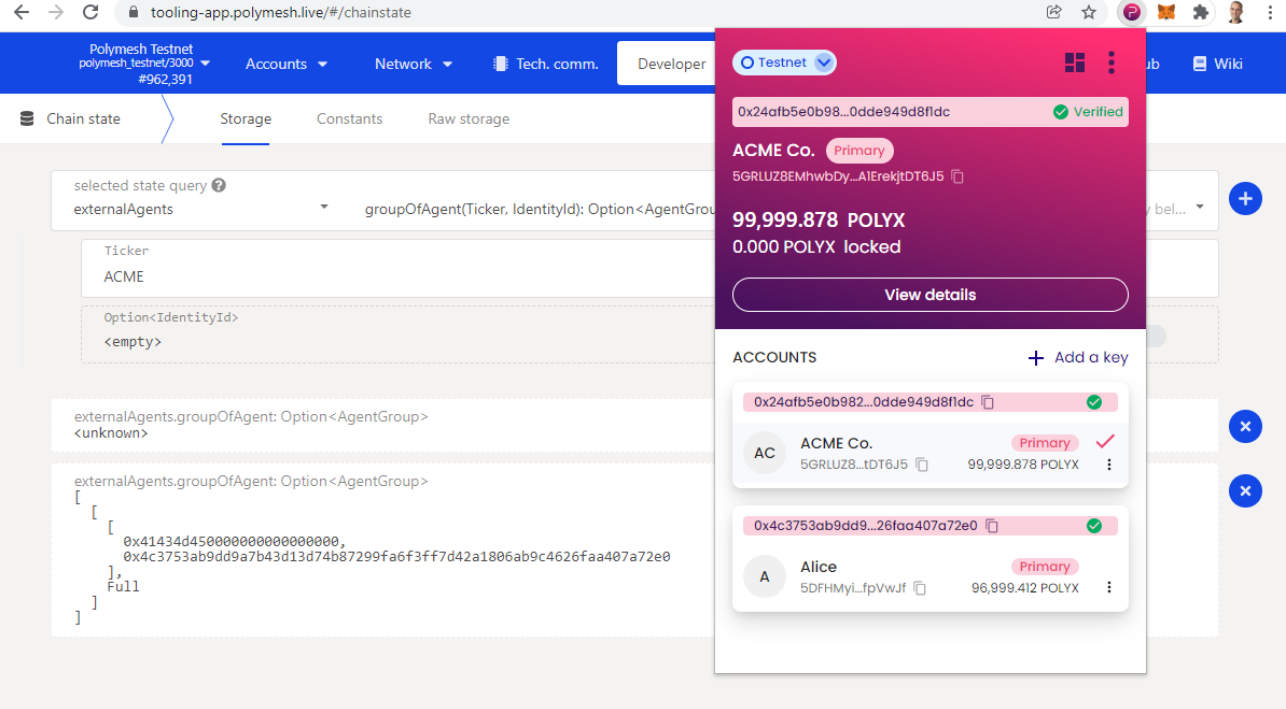 tooling-app.polymesh.live/#/chainstate
Polymesh Testnet
polymesh_testnet/3000
#962,391
Accounts
Network
Tech. comm.
Developer
ub
Wiki
Chain state
Storage
Constants
Raw storage
selected state query
externalAgents
groupOfAgent(Ticker, IdentityId): Option<AgentGrou
y bel...
Ticker
ACME
Option<IdentityId>
<empty>
externalAgents.groupOfAgent: Option<AgentGroup>
<unknown>
externalAgents.groupOfAgent: Option<AgentGroup>
[
[
[
0x41434d450000000000000000,
0x4c3753ab9dd9a7b43d13d74b87299fa6f3ff7d42a1806ab9c4626faa407a72e0
],
Full
]
]
Testnet
0x24afb5e0b98...0dde949d8f1dc
Verified
ACME Co.
Primary
5GRLUZ8EMhwbDy...A1ErekjtDT6J5
99,999.878 POLYX
0.000 POLYX locked
View details
ACCOUNTS
+ Add a key
0x24afb5e0b982...0dde949d8f1dc
AC
ACME Co.
Primary
5GRLUZ8...tDT6J5
99,999.878 POLYX
0x4c3753ab9dd9...26faa407a72e0
A
Alice
Primary
5DFHMyi...fpVwJf
96,999.412 POLYX